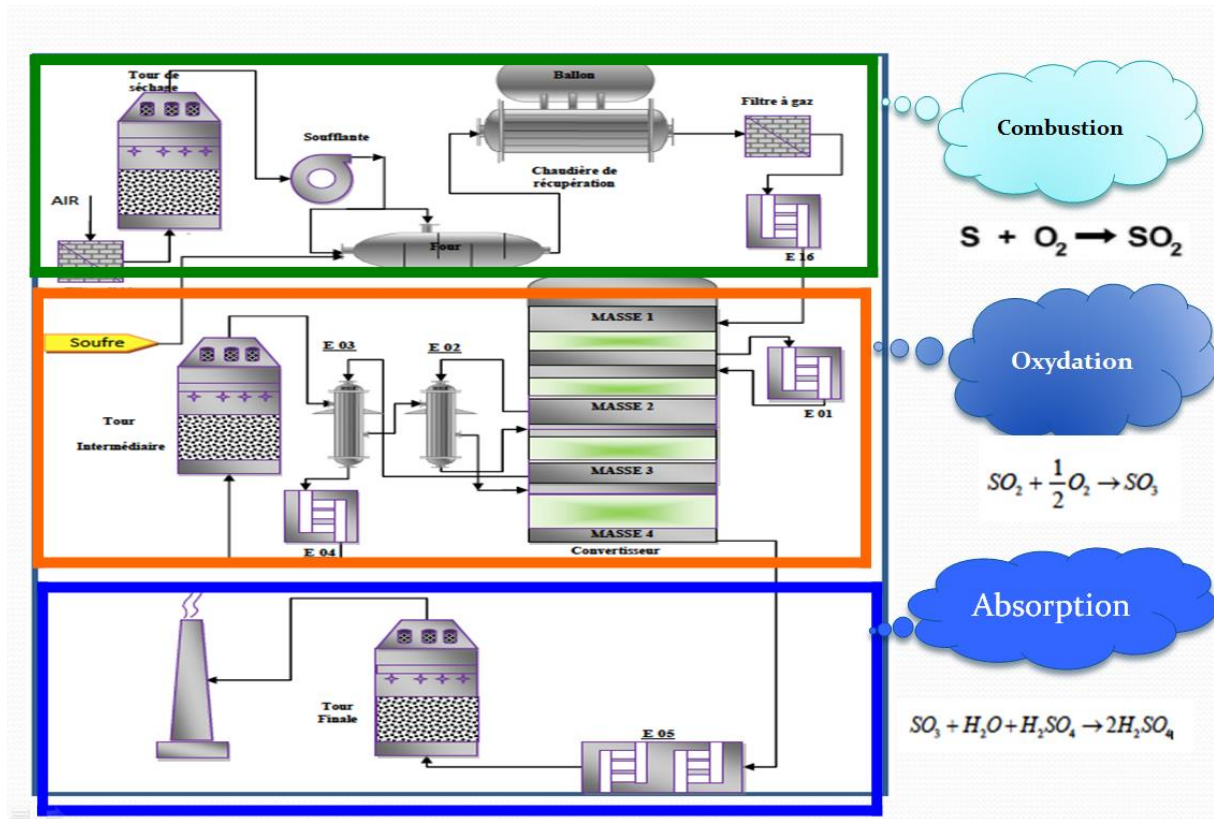 Tour de
séchage
Ballon
Filtre à gaz
Soufflante
Chaudière de
récupération
AIR
Four
E 16
Combustion
S + O₂ → SO₂
Soufre
E 03
E 02
MASSE 1
E 01
MASSE 2
Tour
Intermédiaire
MASSE 3
E 04
MASSE 4
Convertisseur
Oxydation
SO₂ + 1/2 O₂ → SO₃
Absorption
Tour
Finale
E 05
SO₃ + H₂O + H₂SO₄ → 2H₂SO₄